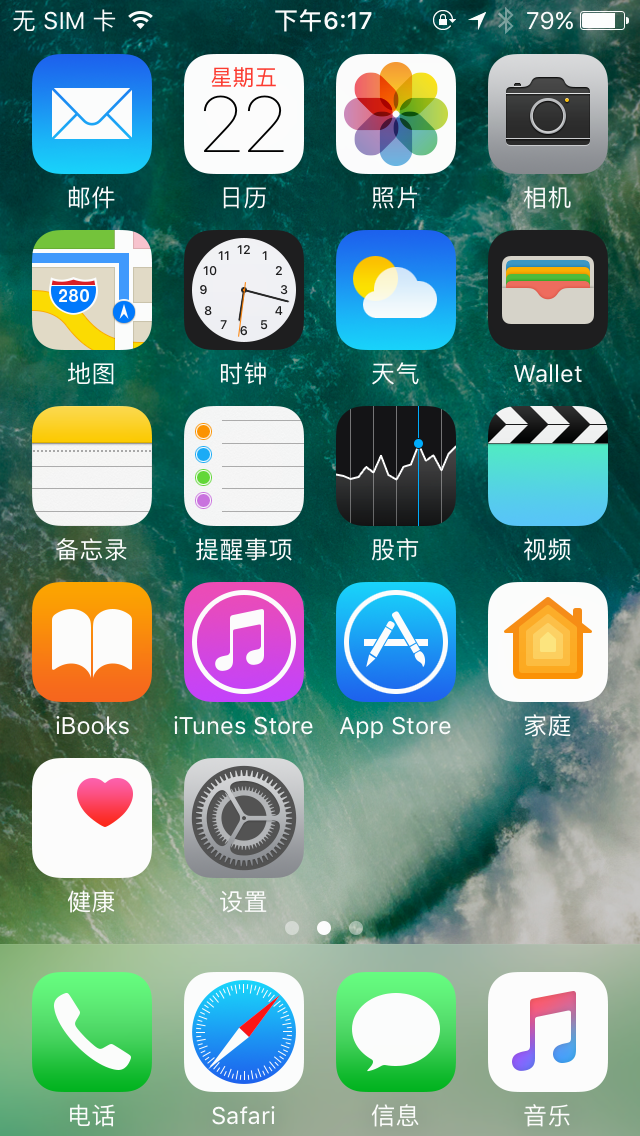 无 SIM 卡 下午6:17 79%
星期五
22
邮件 日历 照片 相机
280
12 1 2 3 4 5 6 7 8 9 10 11
地图 时钟 天气 Wallet
备忘录 提醒事项 股市 视频
iBooks iTunes Store App Store 家庭
健康 设置
电话 Safari 信息 音乐